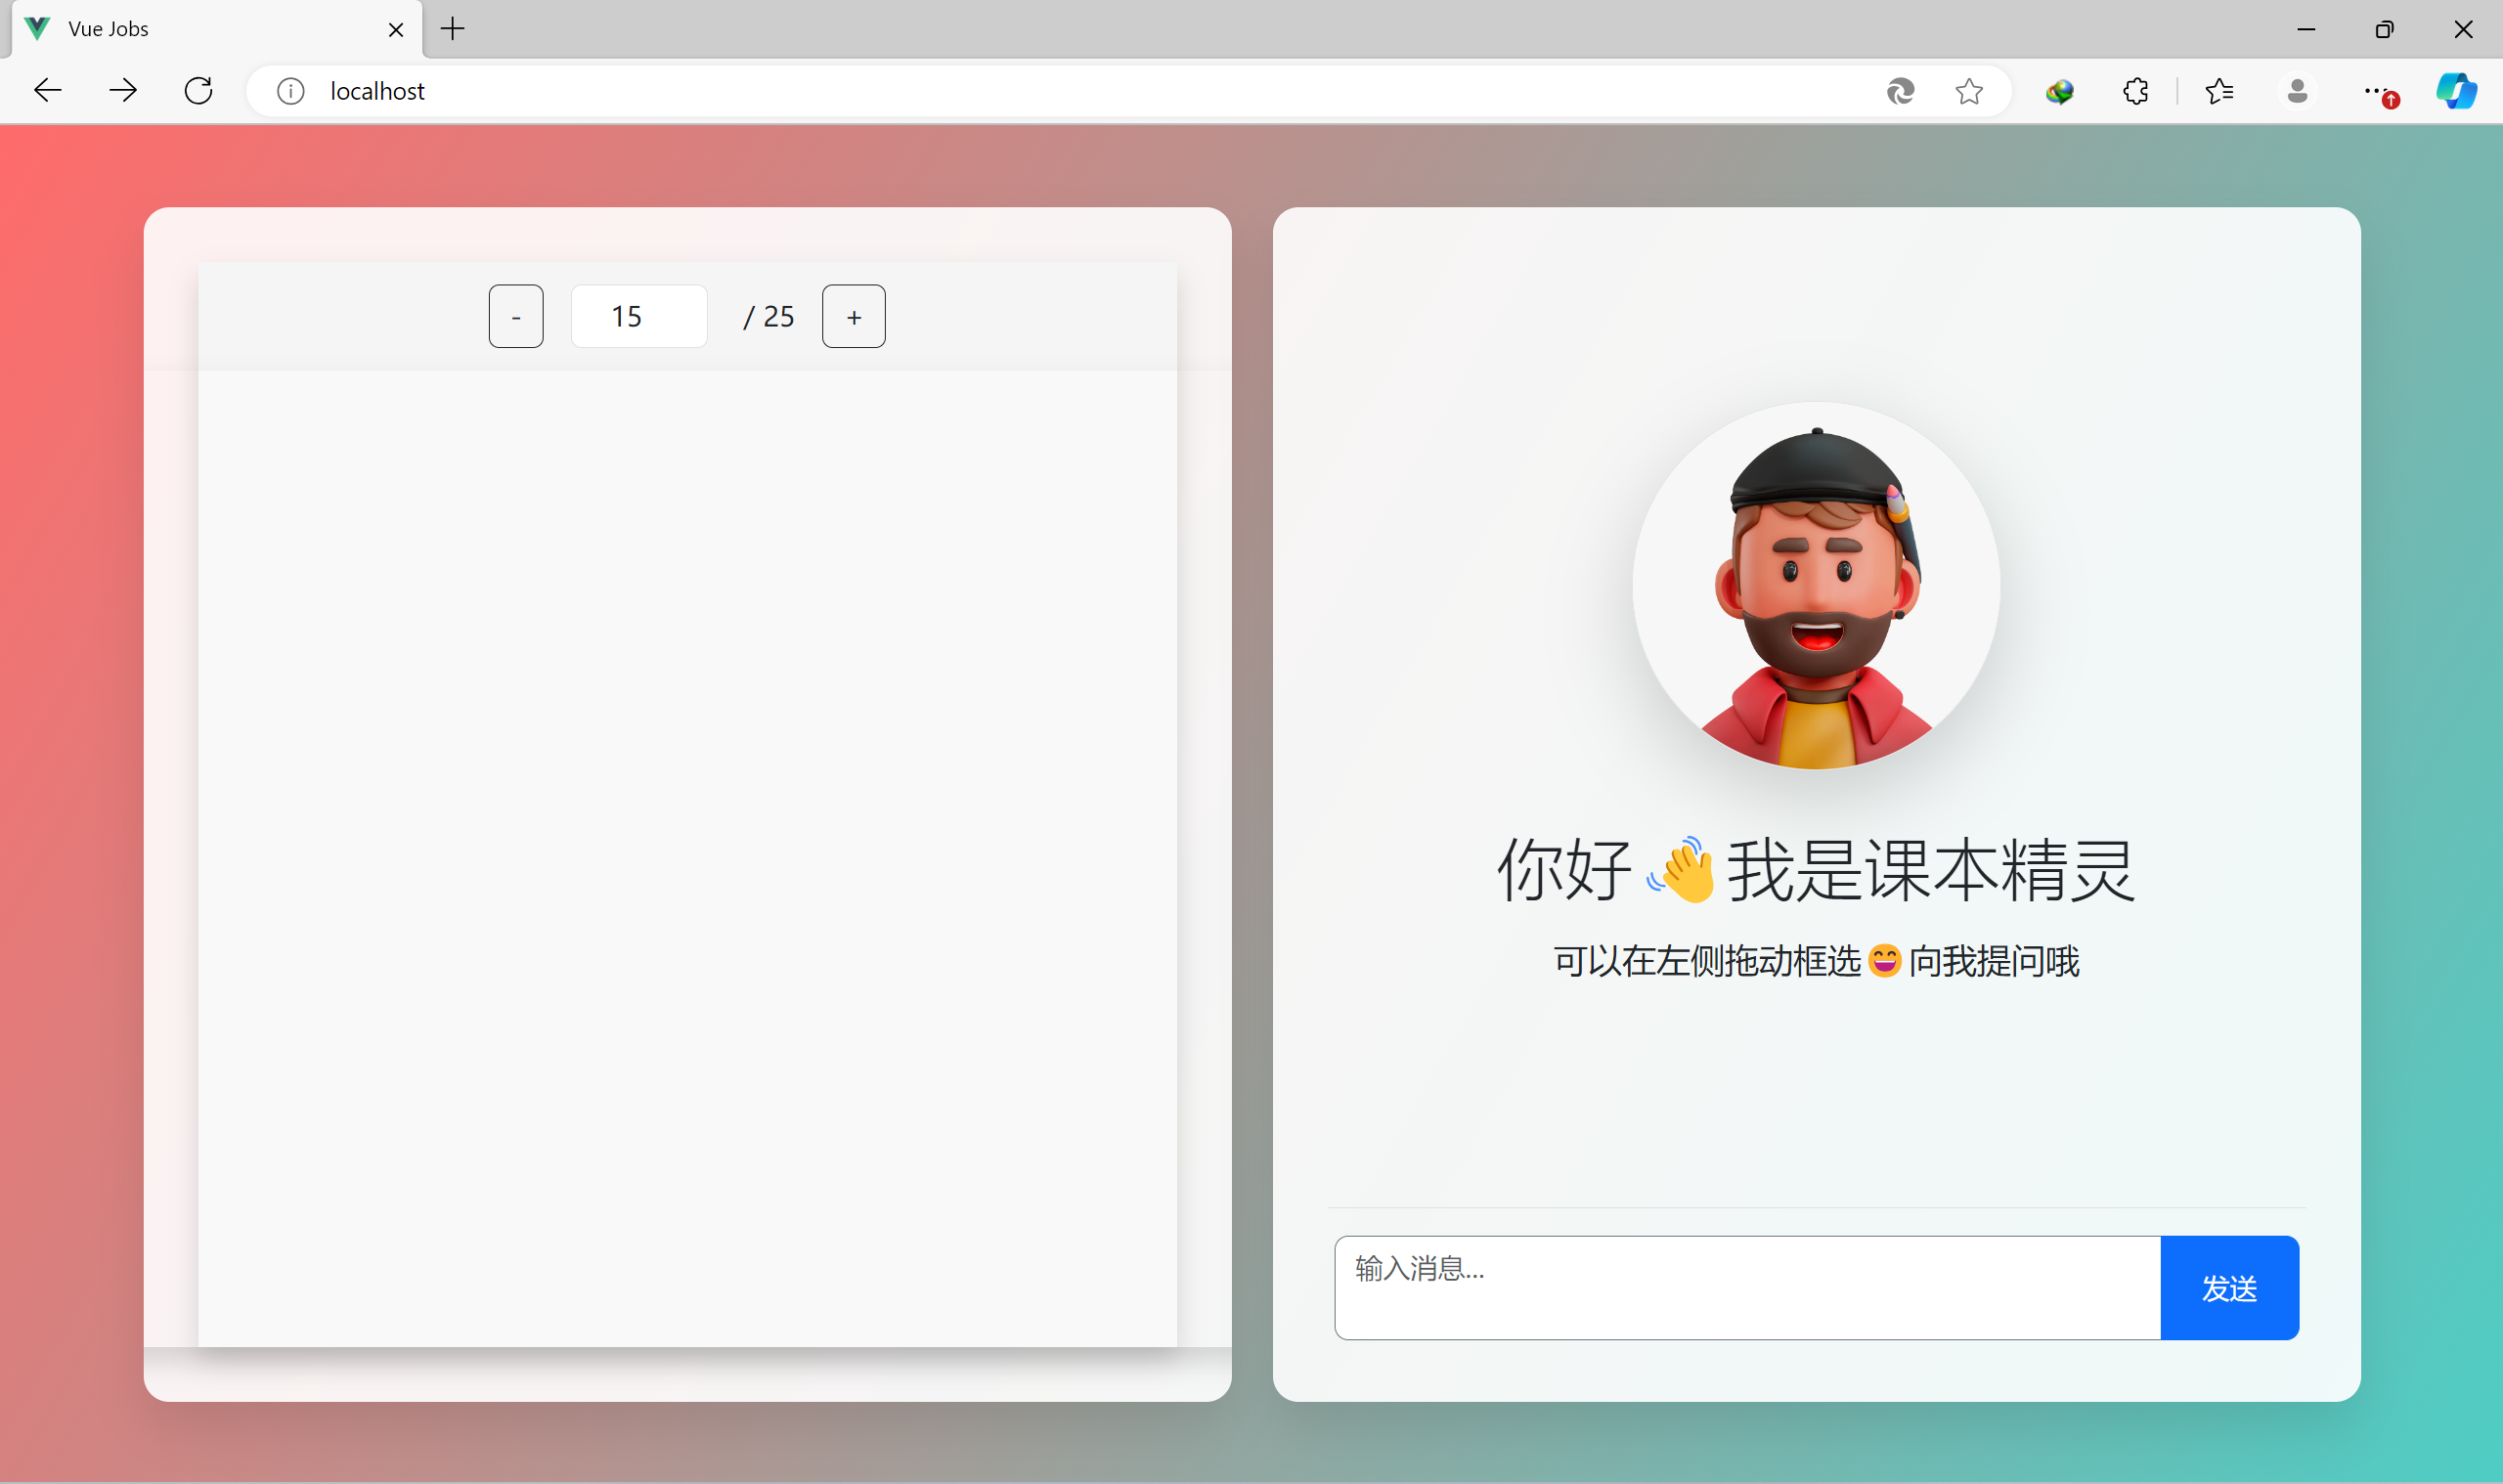 Vue Jobs
localhost
- 15 / 25 +
你好👋我是课本精灵
可以在左侧拖动框选😄向我提问哦
输入消息...
发送